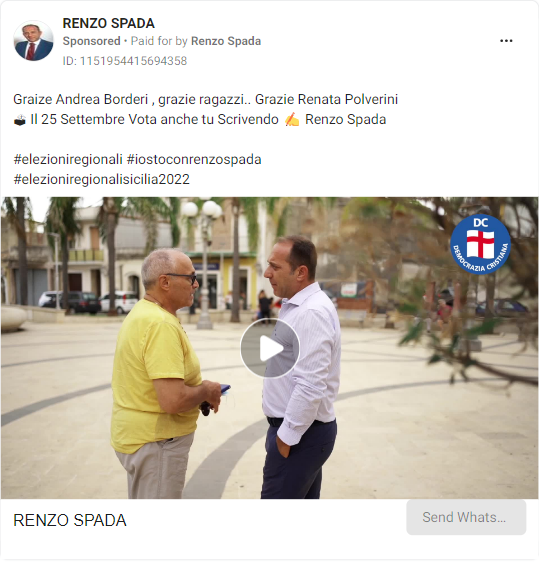 RENZO SPADA
Sponsored • Paid for by Renzo Spada
ID: 1151954415694358
Graize Andrea Borderi , grazie ragazzi.. Grazie Renata Polverini
🗳 Il 25 Settembre Vota anche tu Scrivendo ✍ Renzo Spada
#elezioniregionali #iostoconrenzospada
#elezioniregionalisicilia2022
DC
DEMOCRAZIA CRISTIANA
RENZO SPADA
Send Whats...